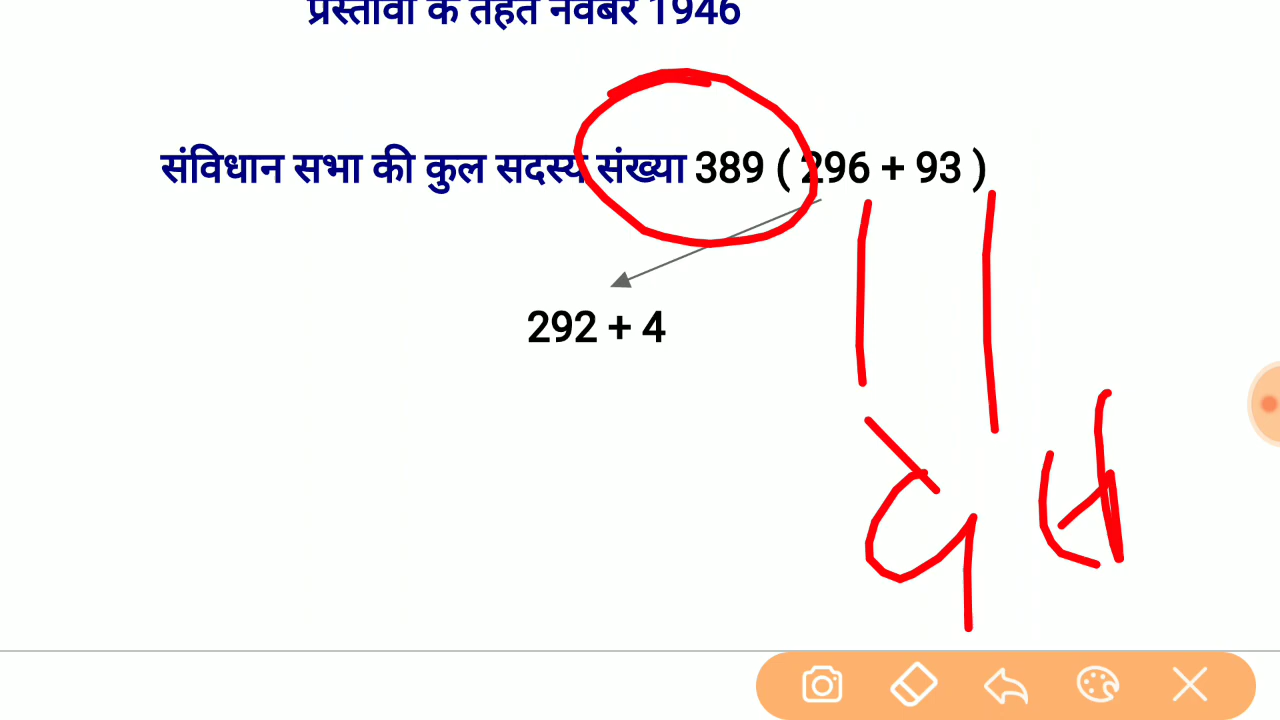 प्रस्तावों के तहत नवंबर 1946
संविधान सभा की कुल सदस्य संख्या 389 ( 296 + 93 )
292 + 4